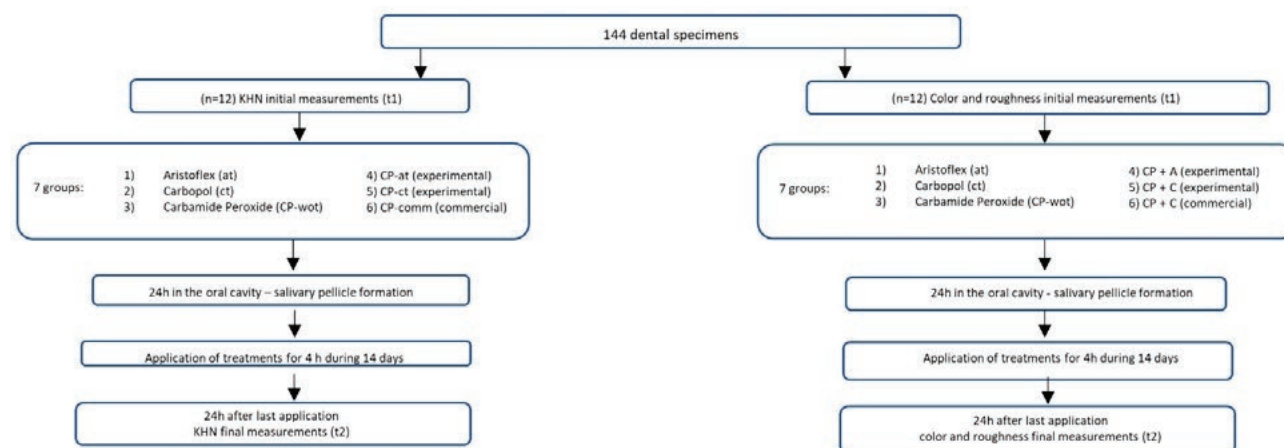 144 dental specimens
(n=12) KHN initial measurements (t1)
(n=12) Color and roughness initial measurements (t1)
7 groups:
1) Aristoflex (at)
2) Carbopol (ct)
3) Carbamide Peroxide (CP-wot)
4) CP-at (experimental)
5) CP-ct (experimental)
6) CP-comm (commercial)
7 groups:
1) Aristoflex (at)
2) Carbopol (ct)
3) Carbamide Peroxide (CP-wot)
4) CP + A (experimental)
5) CP + C (experimental)
6) CP + C (commercial)
24h in the oral cavity – salivary pellicle formation
24h in the oral cavity - salivary pellicle formation
Application of treatments for 4 h during 14 days
Application of treatments for 4h during 14 days
24h after last application
KHN final measurements (t2)
24h after last application
color and roughness final measurements (t2)